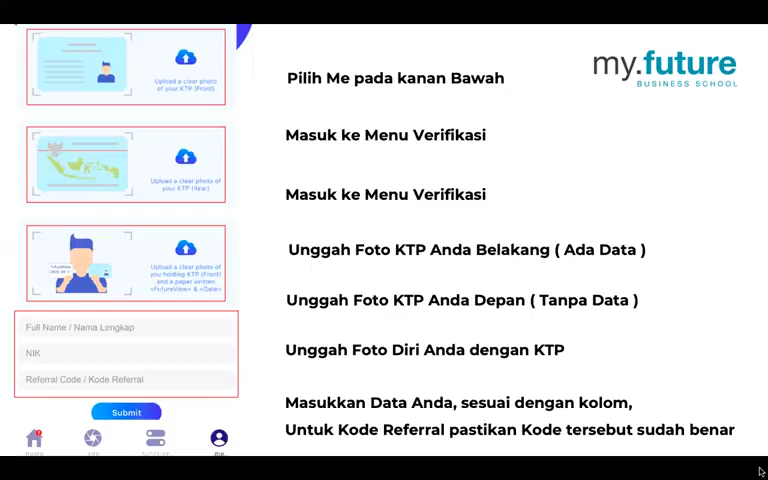 Upload a clear photo
of your KTP (Front)
Upload a clear photo of
your KTP (Rear)
Upload a clear photo of
you holding KTP (Front)
and a paper written
<FutureView> & <Date>
Full Name / Nama Lengkap
NIK
Referral Code / Kode Referral
Submit
my.future
BUSINESS SCHOOL
Pilih Me pada kanan Bawah
Masuk ke Menu Verifikasi
Masuk ke Menu Verifikasi
Unggah Foto KTP Anda Belakang ( Ada Data )
Unggah Foto KTP Anda Depan ( Tanpa Data )
Unggah Foto Diri Anda dengan KTP
Masukkan Data Anda, sesuai dengan kolom,
Untuk Kode Referral pastikan Kode tersebut sudah benar